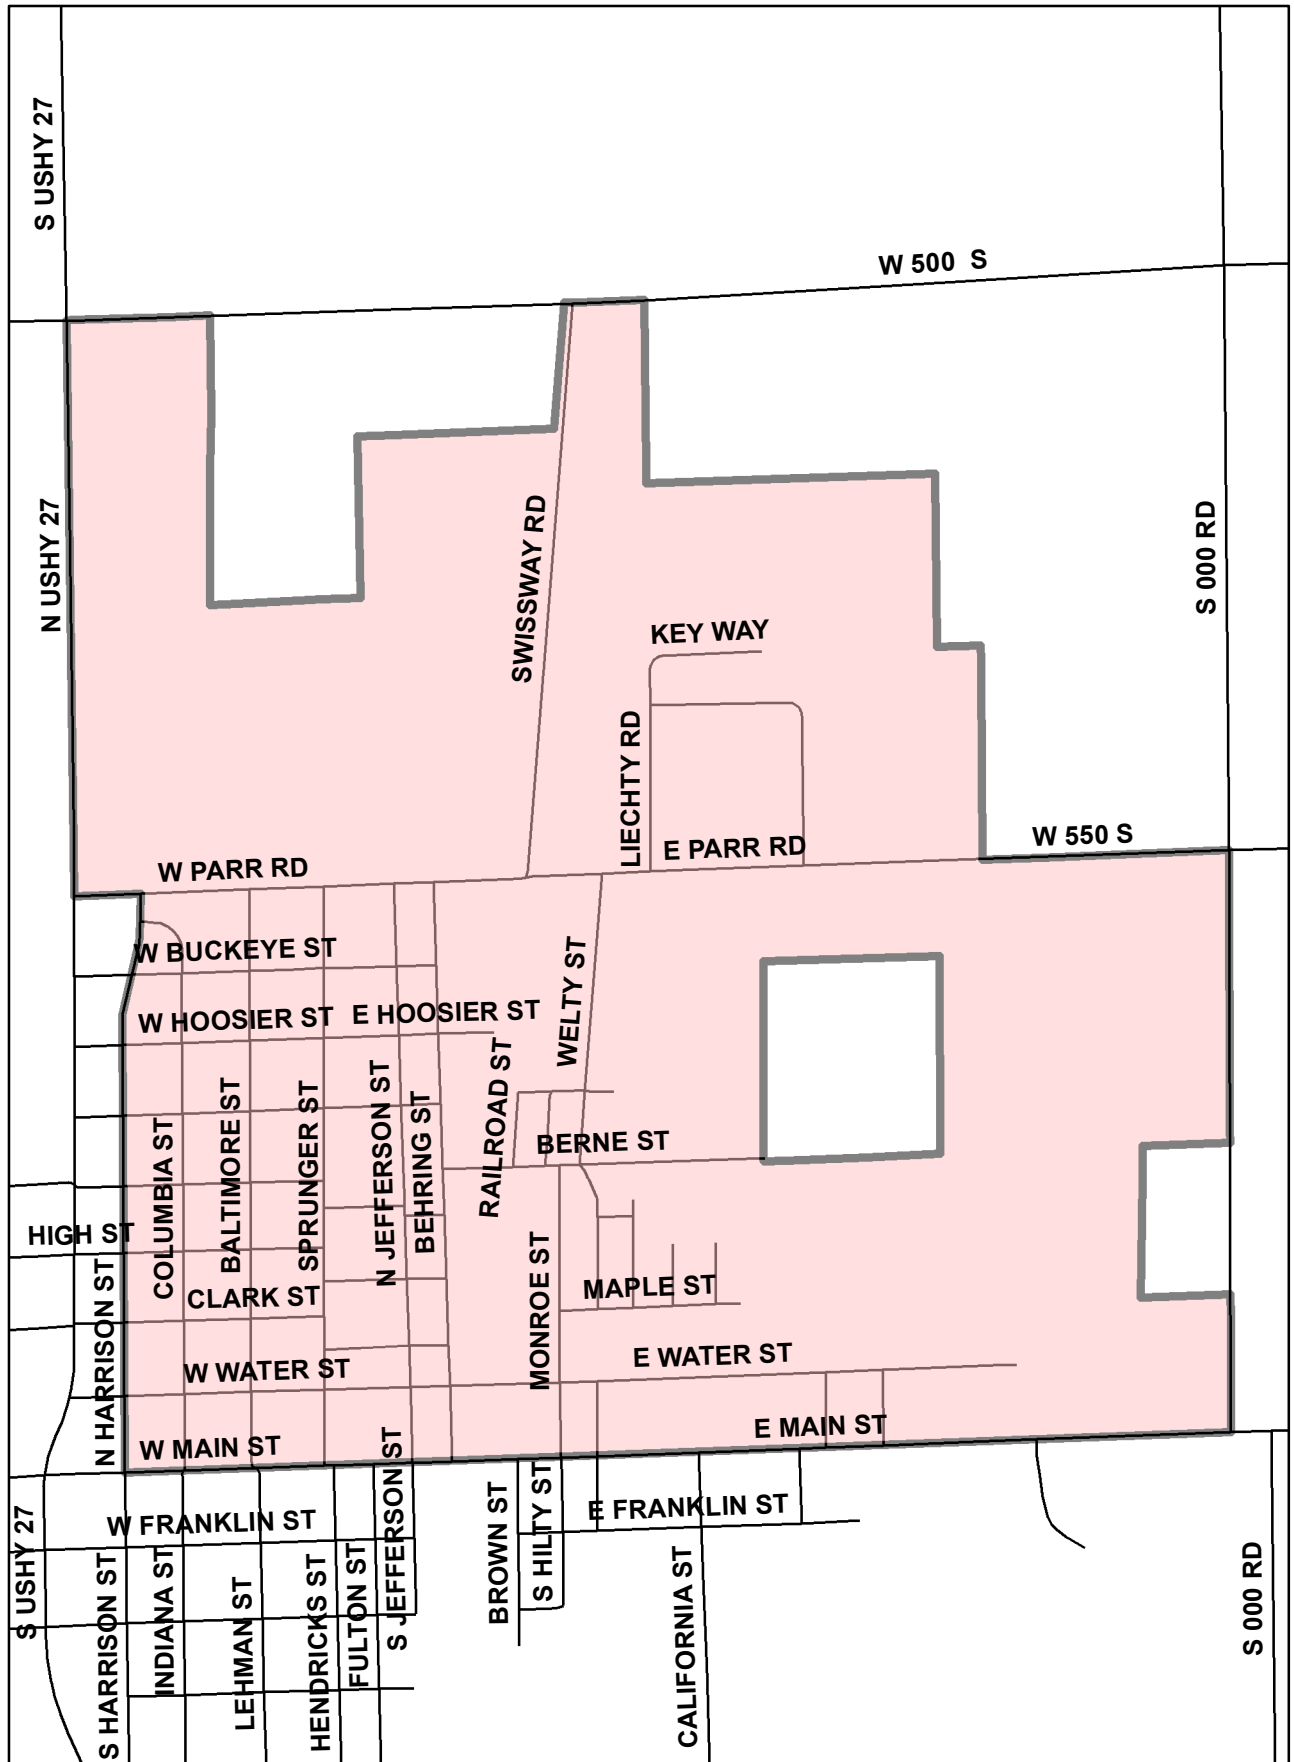 S USHY 27
W 500  S
N USHY 27
SWISSWAY RD
S 000 RD
KEY WAY
LIECHTY RD
E PARR RD
W 550 S
W PARR RD
W BUCKEYE ST
W HOOSIER ST
E HOOSIER ST
WELTY ST
RAILROAD ST
BERNE ST
COLUMBIA ST
BALTIMORE ST
SPRUNGER ST
N JEFFERSON ST
BEHRING ST
HIGH ST
N HARRISON ST
CLARK ST
MONROE ST
MAPLE ST
W WATER ST
E WATER ST
W MAIN ST
E MAIN ST
S USHY 27
W FRANKLIN ST
E FRANKLIN ST
S HARRISON ST
INDIANA ST
LEHMAN ST
HENDRICKS ST
FULTON ST
S JEFFERSON ST
BROWN ST
S HILTY ST
CALIFORNIA ST
S 000 RD